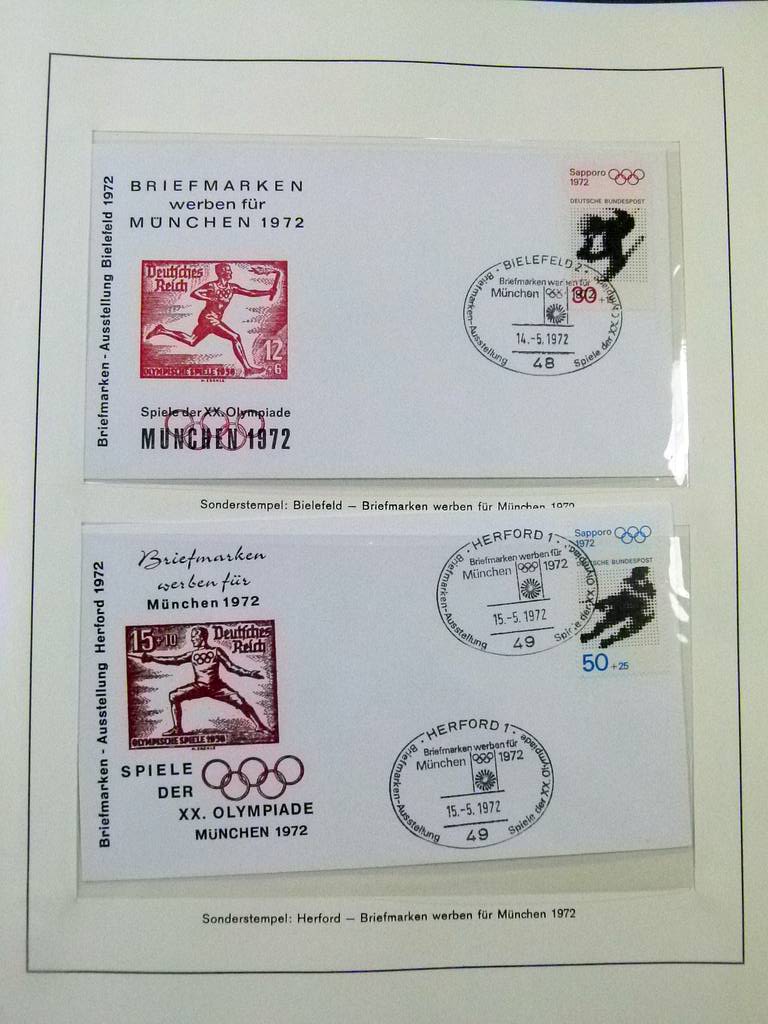 Briefmarken - Ausstellung Bielefeld 1972
BRIEFMARKEN
werben für
MÜNCHEN 1972
Deutsches
Reich
12
+6
OLYMPISCHE SPIELE 1936
Spiele der XX. Olympiade
MÜNCHEN 1972
Sapporo
1972
DEUTSCHE BUNDESPOST
30
· BIELEFELD 2 ·
Briefmarken werben für
München
14.-5.1972
48
Briefmarken-Ausstellung
Spiele der XX.
Sonderstempel: Bielefeld — Briefmarken werben für München 1972
Briefmarken - Ausstellung Herford 1972
Briefmarken
werben für
München 1972
15+10
Deutsches
Reich
OLYMPISCHE SPIELE 1936
SPIELE
DER
XX. OLYMPIADE
MÜNCHEN 1972
Sapporo
1972
SCHE BUNDESPOST
50 +25
· HERFORD 1 ·
Briefmarken werben für
München 1972
15.-5.1972
49
Briefmarken-Ausstellung
Spiele der XX. Olympiade
· HERFORD 1 ·
Briefmarken werben für
München 1972
15.-5.1972
49
Briefmarken-Ausstellung
Spiele der XX. Olympiade
Sonderstempel: Herford — Briefmarken werben für München 1972